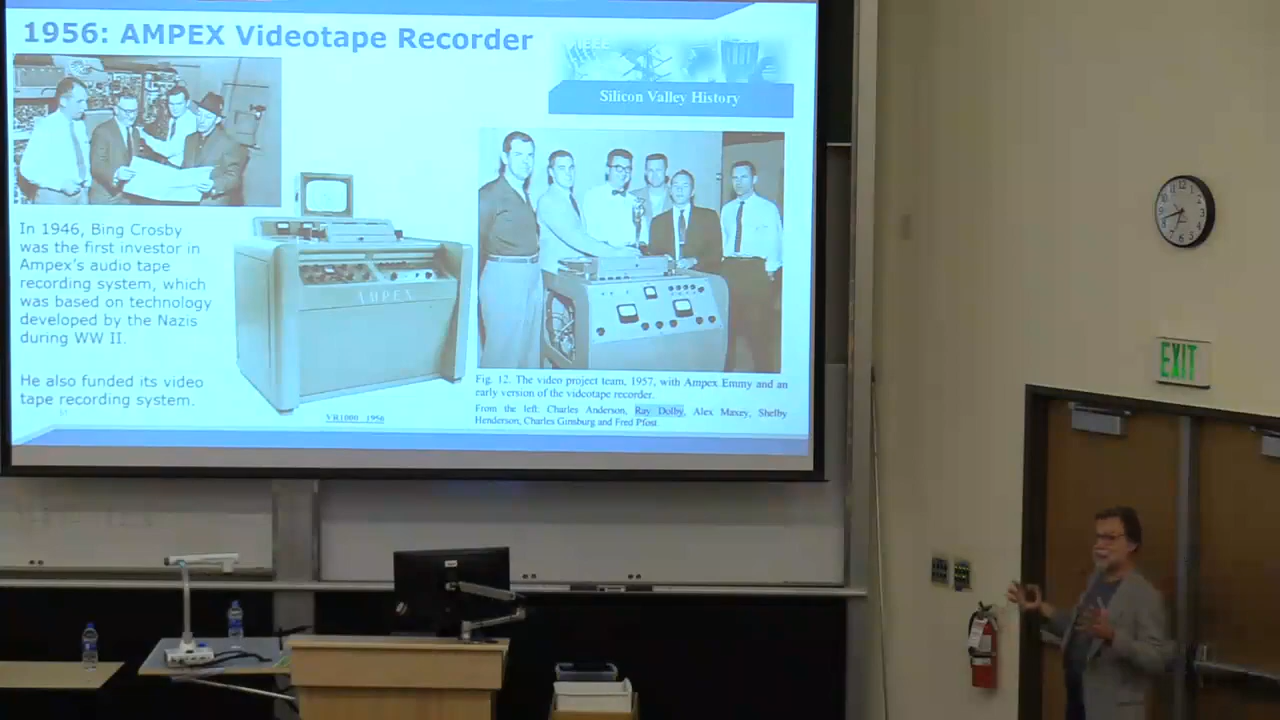 1956: AMPEX Videotape Recorder
IEEE
Silicon Valley History
In 1946, Bing Crosby
was the first investor in
Ampex's audio tape
recording system, which
was based on technology
developed by the Nazis
during WW II.
He also funded its video
tape recording system.
AMPEX
VR1000 1956
Fig. 12. The video project team, 1957, with Ampex Emmy and an
early version of the videotape recorder.
From the left: Charles Anderson, Ray Dolby, Alex Maxey, Shelby
Henderson, Charles Ginsburg and Fred Pfost.
EXIT